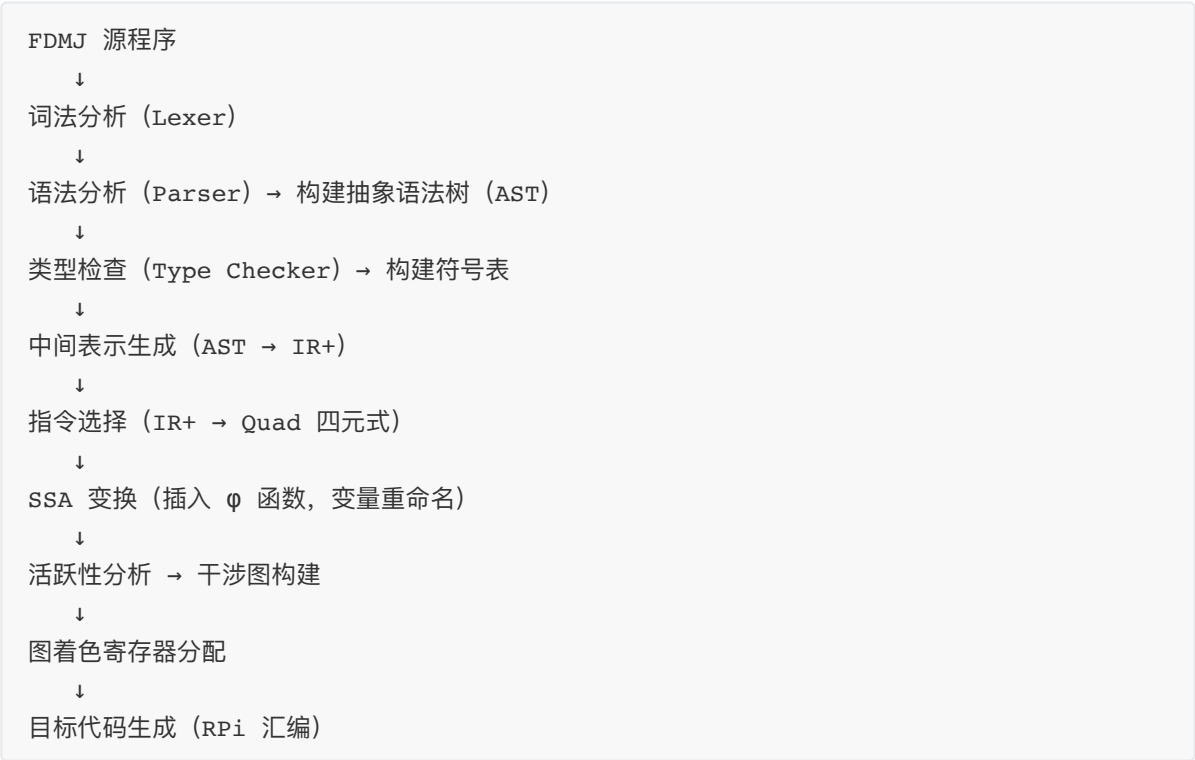 FDMJ 源程序
↓
词法分析（Lexer）
↓
语法分析（Parser）→ 构建抽象语法树（AST）
↓
类型检查（Type Checker）→ 构建符号表
↓
中间表示生成（AST → IR+）
↓
指令选择（IR+ → Quad 四元式）
↓
SSA 变换（插入 φ 函数，变量重命名）
↓
活跃性分析 → 干涉图构建
↓
图着色寄存器分配
↓
目标代码生成（RPi 汇编）